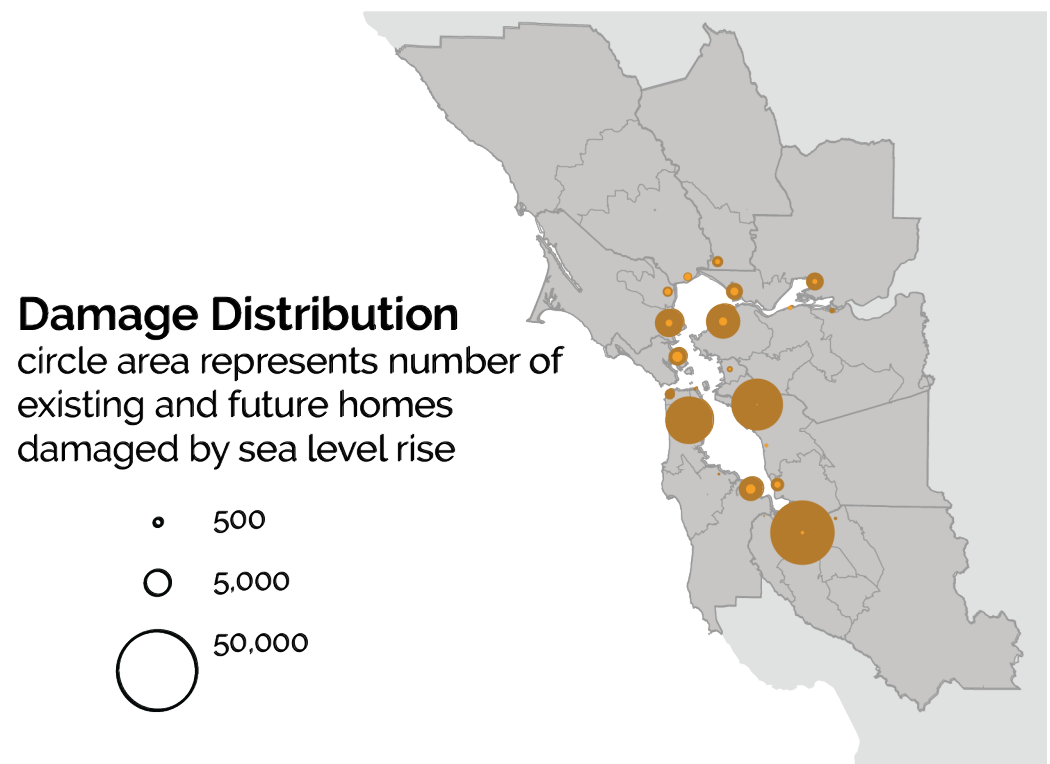 Damage Distribution
circle area represents number of
existing and future homes
damaged by sea level rise
500
5,000
50,000